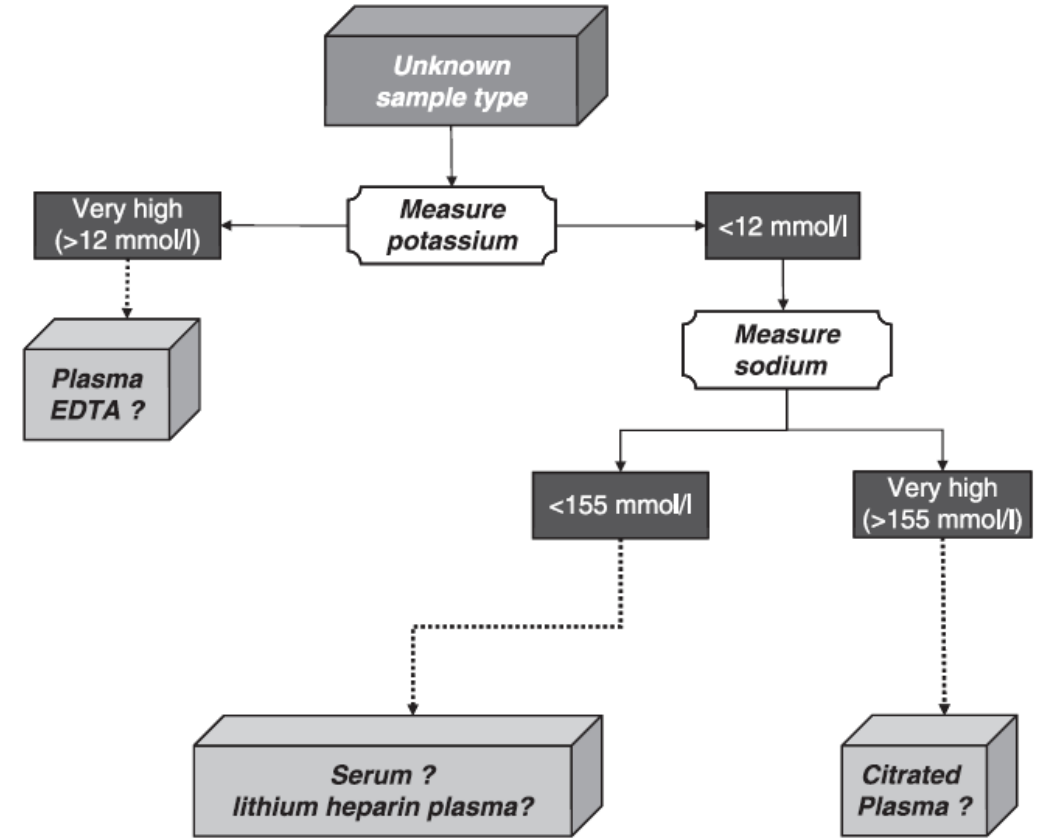 Unknown
sample type
Measure
potassium
Very high
(>12 mmol/l)
<12 mmol/l
Plasma
EDTA ?
Measure
sodium
<155 mmol/l
Very high
(>155 mmol/l)
Serum ?
lithium heparin plasma?
Citrated
Plasma ?